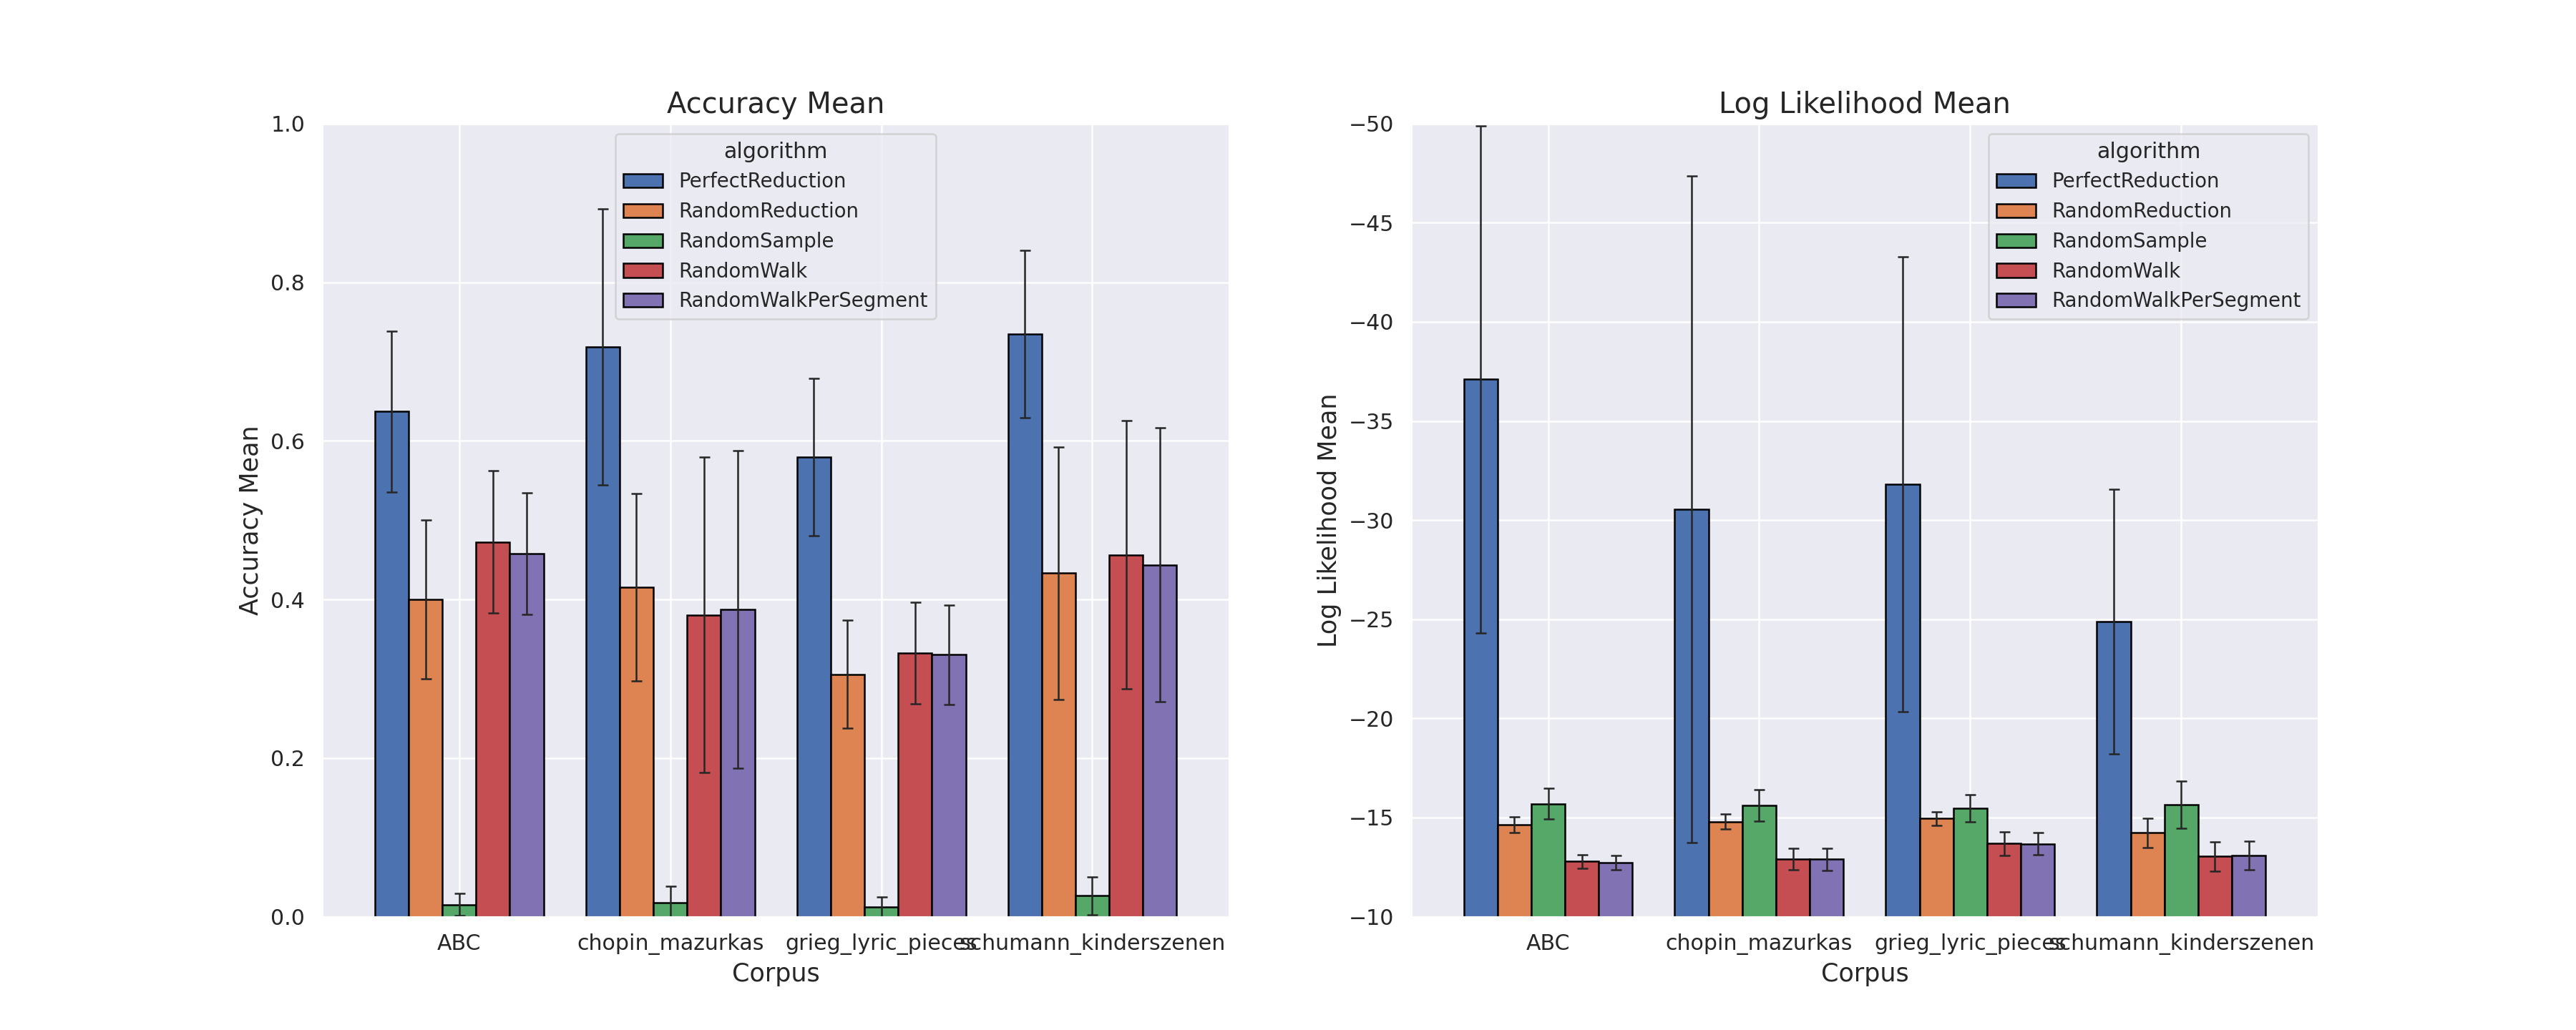 Accuracy Mean
Accuracy Mean
1.0
0.8
0.6
0.4
0.2
0.0
algorithm
PerfectReduction
RandomReduction
RandomSample
RandomWalk
RandomWalkPerSegment
ABC
chopin_mazurkas
grieg_lyric_pieces
schumann_kinderszenen
Corpus
Log Likelihood Mean
Log Likelihood Mean
−50
−45
−40
−35
−30
−25
−20
−15
−10
algorithm
PerfectReduction
RandomReduction
RandomSample
RandomWalk
RandomWalkPerSegment
ABC
chopin_mazurkas
grieg_lyric_pieces
schumann_kinderszenen
Corpus